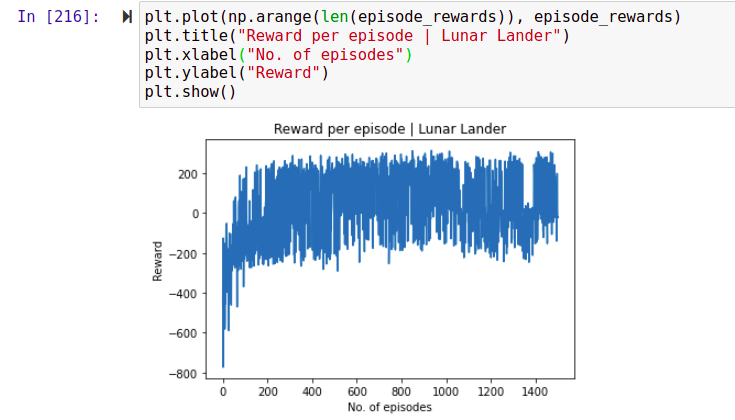 In [216]:
plt.plot(np.arange(len(episode_rewards)), episode_rewards)
plt.title("Reward per episode | Lunar Lander")
plt.xlabel("No. of episodes")
plt.ylabel("Reward")
plt.show()
Reward per episode | Lunar Lander
200
0
−200
−400
−600
−800
Reward
0 200 400 600 800 1000 1200 1400
No. of episodes